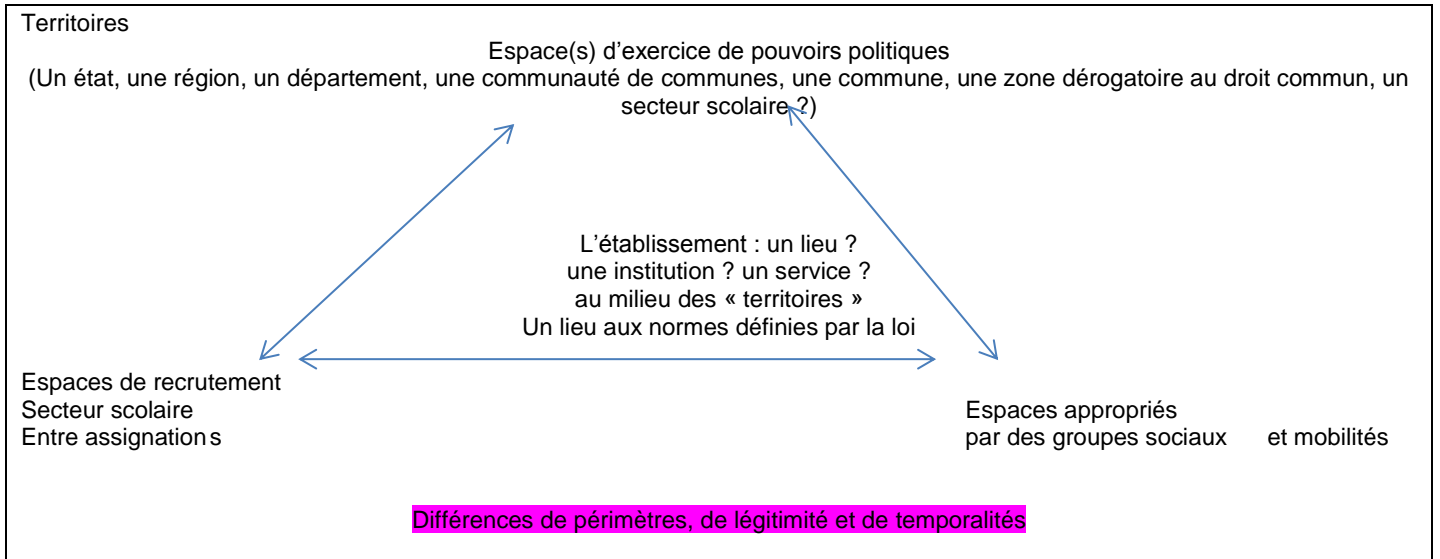 Territoires
Espace(s) d’exercice de pouvoirs politiques
(Un état, une région, un département, une communauté de communes, une commune, une zone dérogatoire au droit commun, un
secteur scolaire ?)
L’établissement : un lieu ?
une institution ? un service ?
au milieu des « territoires »
Un lieu aux normes définies par la loi
Espaces de recrutement
Secteur scolaire
Entre assignations
Espaces appropriés
par des groupes sociaux et mobilités
Différences de périmètres, de légitimité et de temporalités